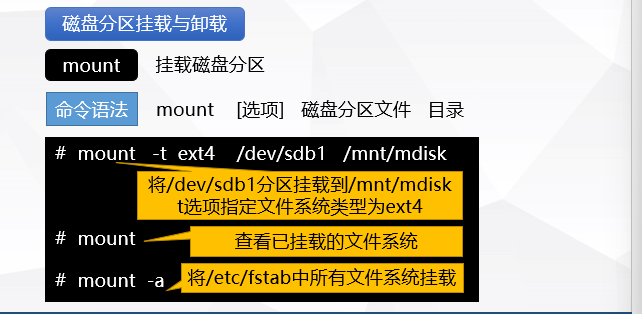 磁盘分区挂载与卸载
mount 挂载磁盘分区
命令语法 mount [选项] 磁盘分区文件 目录
# mount -t ext4 /dev/sdb1 /mnt/mdisk
将/dev/sdb1分区挂载到/mnt/mdisk
t选项指定文件系统类型为ext4
# mount
查看已挂载的文件系统
# mount -a
将/etc/fstab中所有文件系统挂载